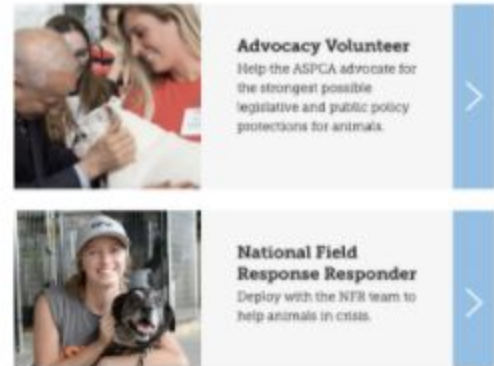 Advocacy Volunteer
Help the ASPCA advocate for
the strongest possible
legislative and public policy
protections for animals.
National Field
Response Responder
Deploy with the NFR team to
help animals in crisis.